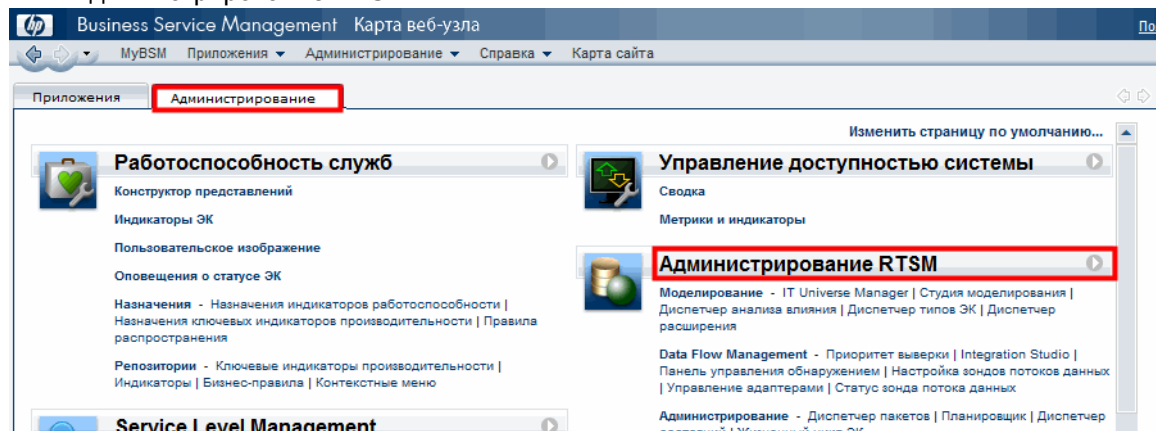 Business Service Management Карта веб-узла
По
MyBSM Приложения Администрирование Справка Карта сайта
Приложения Администрирование
Изменить страницу по умолчанию...
Работоспособность служб
Конструктор представлений
Индикаторы ЭК
Пользовательское изображение
Оповещения о статусе ЭК
Назначения - Назначения индикаторов работоспособности |
Назначения ключевых индикаторов производительности | Правила
распространения
Репозитории - Ключевые индикаторы производительности |
Индикаторы | Бизнес-правила | Контекстные меню
Service Level Management
Управление доступностью системы
Сводка
Метрики и индикаторы
Администрирование RTSM
Моделирование - IT Universe Manager | Студия моделирования |
Диспетчер анализа влияния | Диспетчер типов ЭК | Диспетчер
расширения
Data Flow Management - Приоритет выверки | Integration Studio |
Панель управления обнаружением | Настройка зондов потоков данных
| Управление адаптерами | Статус зонда потока данных
Администрирование - Диспетчер пакетов | Планировщик | Диспетчер